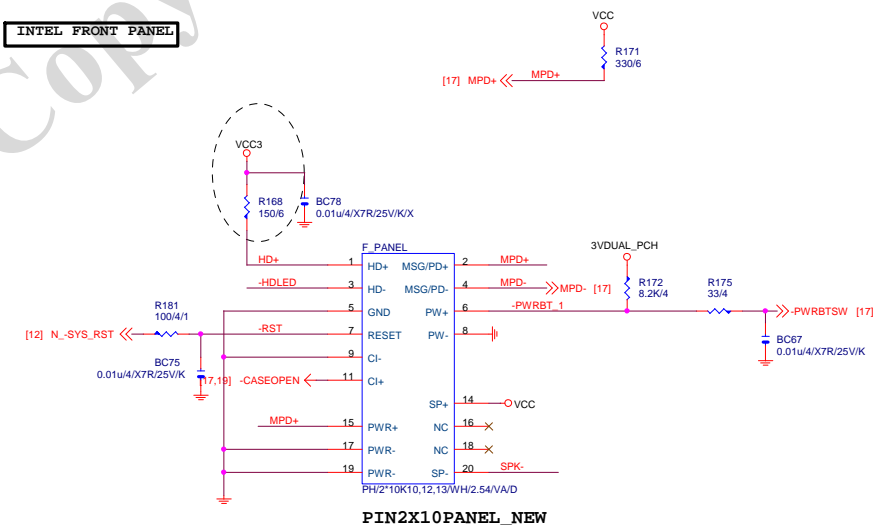 INTEL FRONT PANEL
Copy
VCC
R171
330/6
[17] MPD+ MPD+
VCC3
R168
150/6
BC78
0.01u/4/X7R/25V/K/X
F_PANEL
3VDUAL_PCH
HD+ 1 HD+ MSG/PD+ 2 MPD+
-HDLED 3 HD- MSG/PD- 4 MPD- MPD- [17]
R172
8.2K/4
R175
33/4
5 GND PW+ 6 -PWRBT_1 -PWRBTSW [17]
R181
100/4/1
[12] N_-SYS_RST -RST 7 RESET PW- 8
BC67
0.01u/4/X7R/25V/K
9 CI-
BC75
0.01u/4/X7R/25V/K
[17,19] -CASEOPEN 11 CI+
SP+ 14 VCC
MPD+ 15 PWR+ NC 16
17 PWR- NC 18
19 PWR- SP- 20 SPK-
PH/2*10K10,12,13/WH/2.54/VA/D
PIN2X10PANEL_NEW